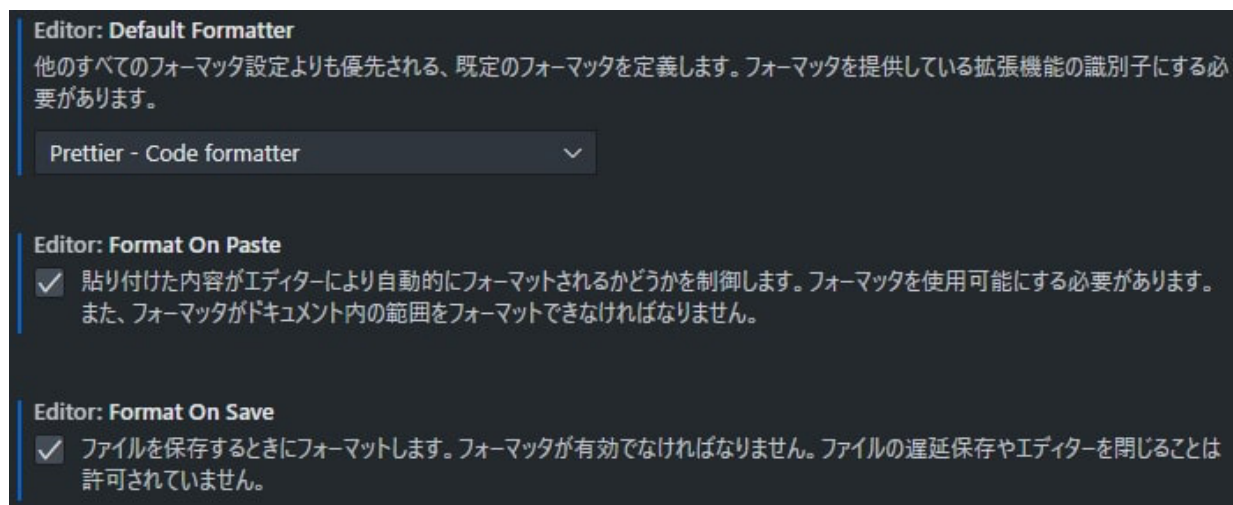 Editor: Default Formatter
他のすべてのフォーマッタ設定よりも優先される、既定のフォーマッタを定義します。フォーマッタを提供している拡張機能の識別子にする必
要があります。
Prettier - Code formatter
Editor: Format On Paste
貼り付けた内容がエディターにより自動的にフォーマットされるかどうかを制御します。フォーマッタを使用可能にする必要があります。
また、フォーマッタがドキュメント内の範囲をフォーマットできなければなりません。
Editor: Format On Save
ファイルを保存するときにフォーマットします。フォーマッタが有効でなければなりません。ファイルの遅延保存やエディターを閉じることは
許可されていません。